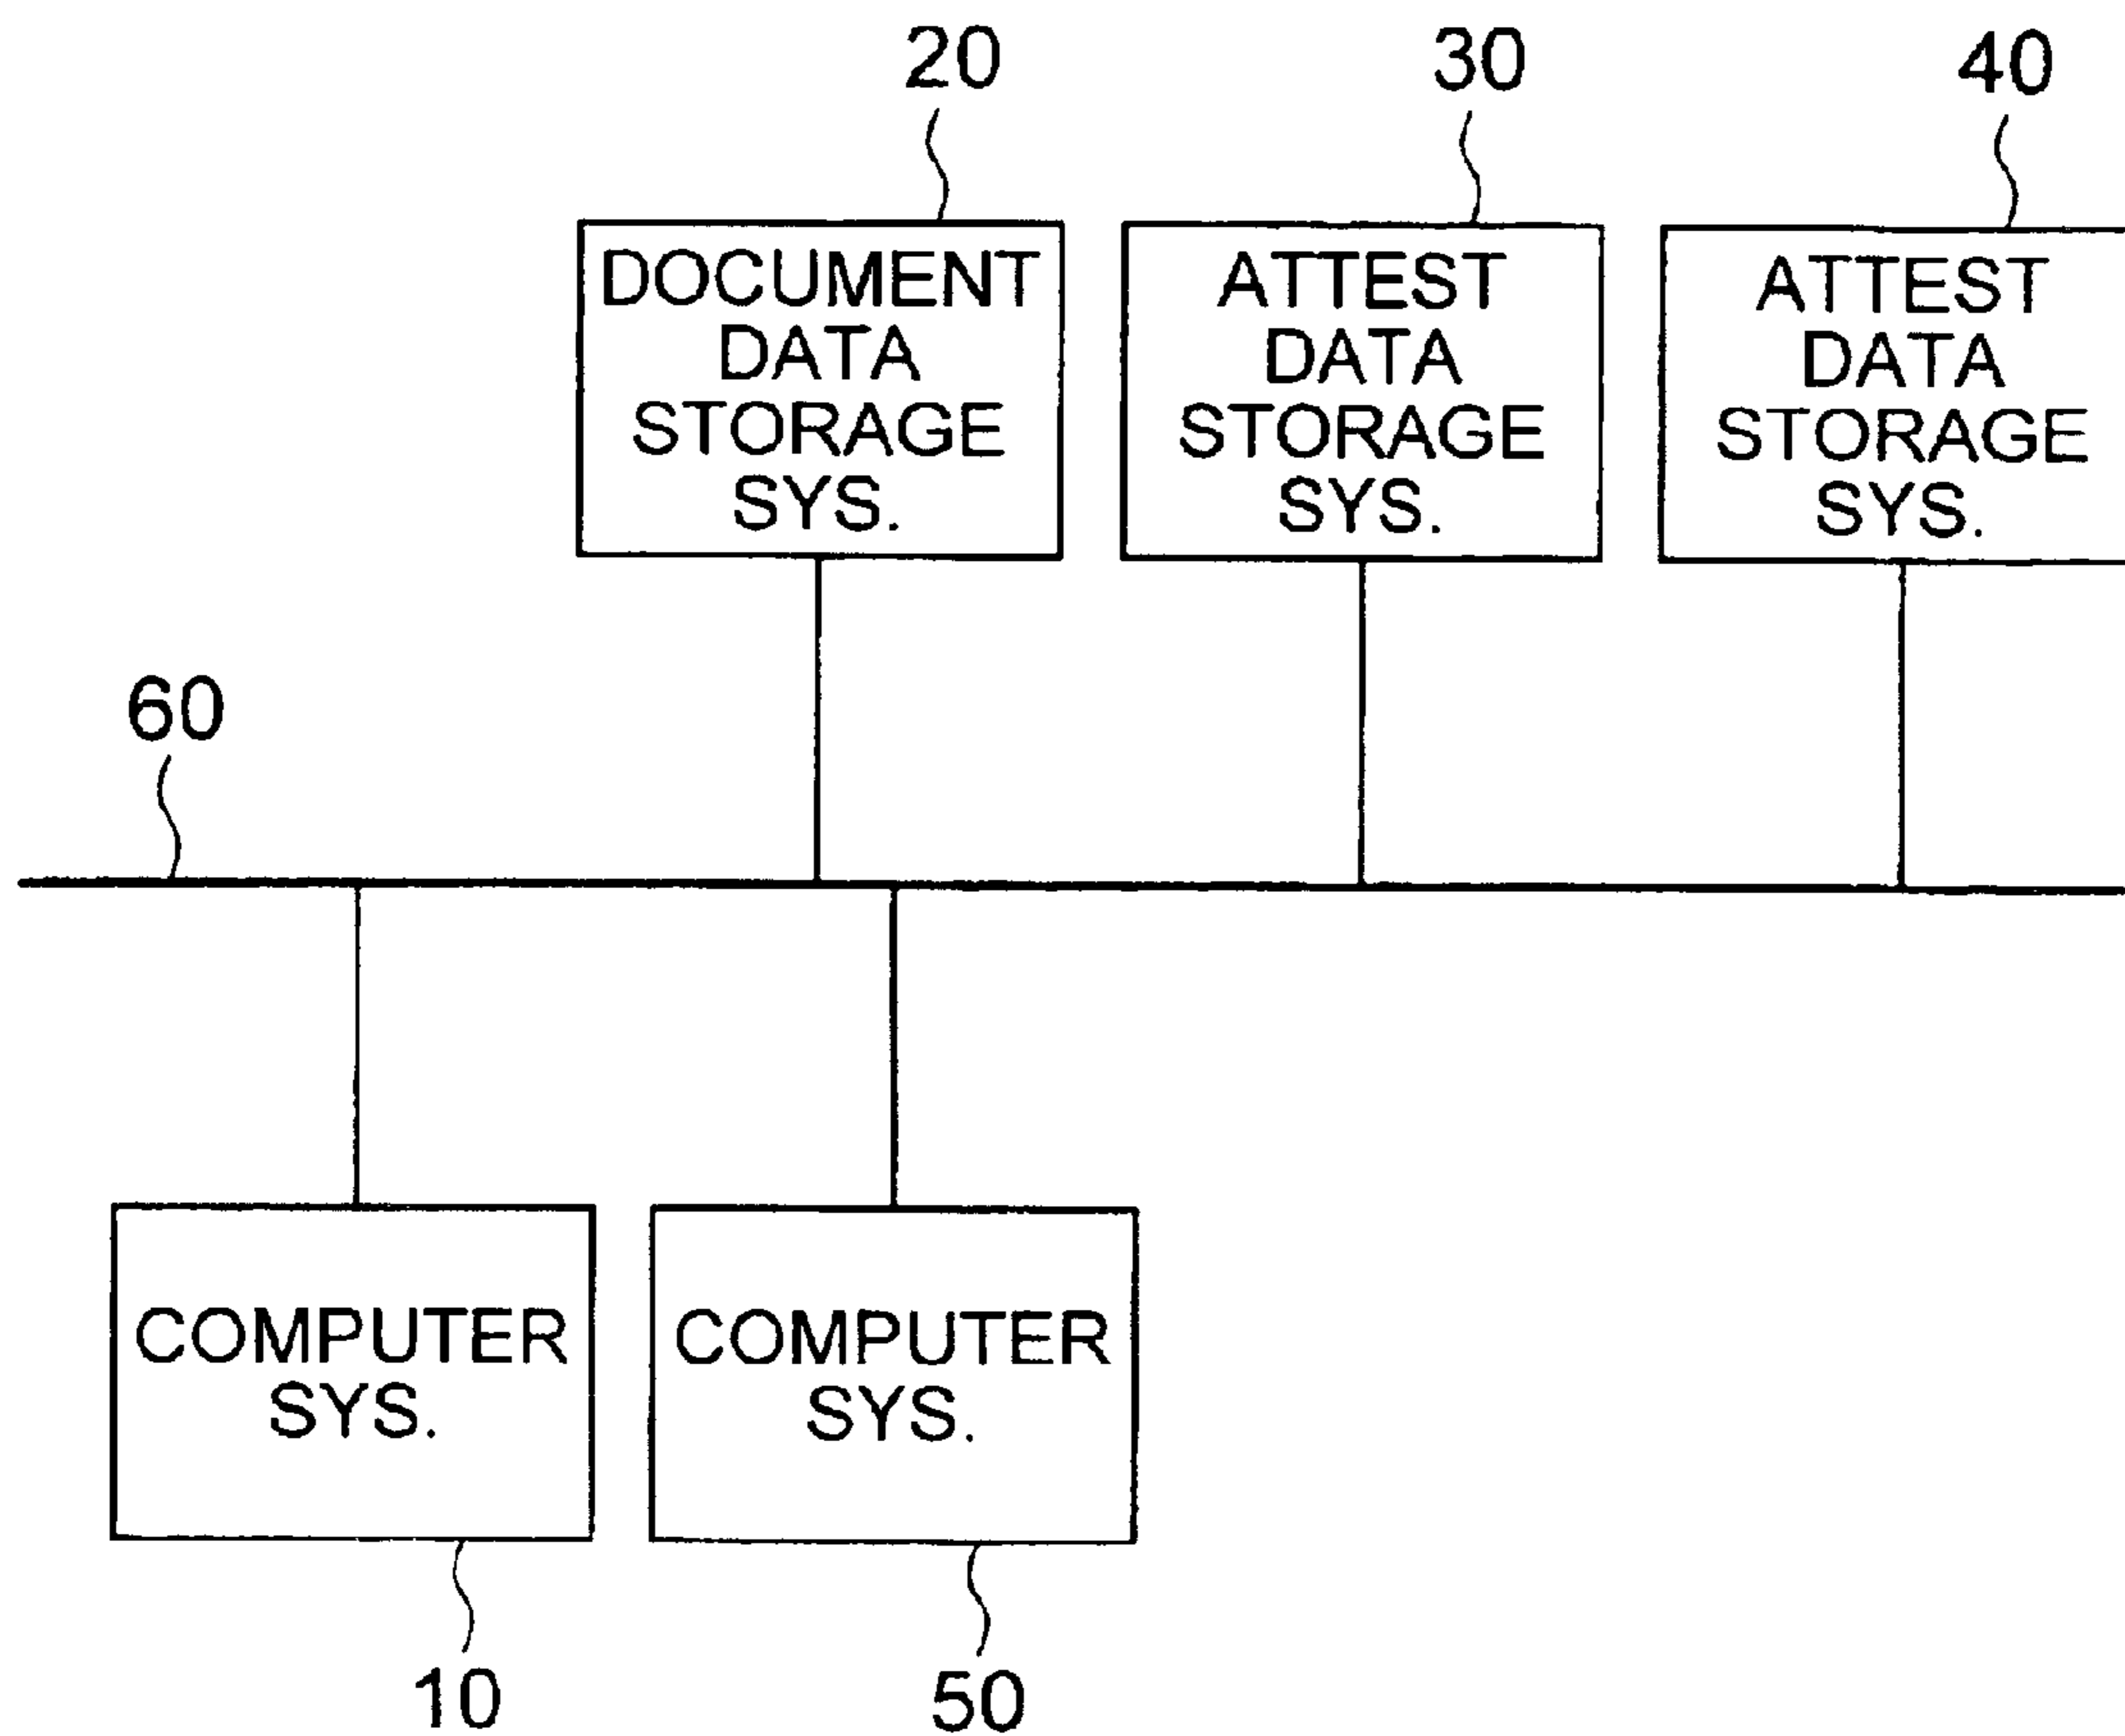 20
30
40
DOCUMENT
DATA
STORAGE
SYS.
ATTEST
DATA
STORAGE
SYS.
ATTEST
DATA
STORAGE
SYS.
60
COMPUTER
SYS.
COMPUTER
SYS.
10
50